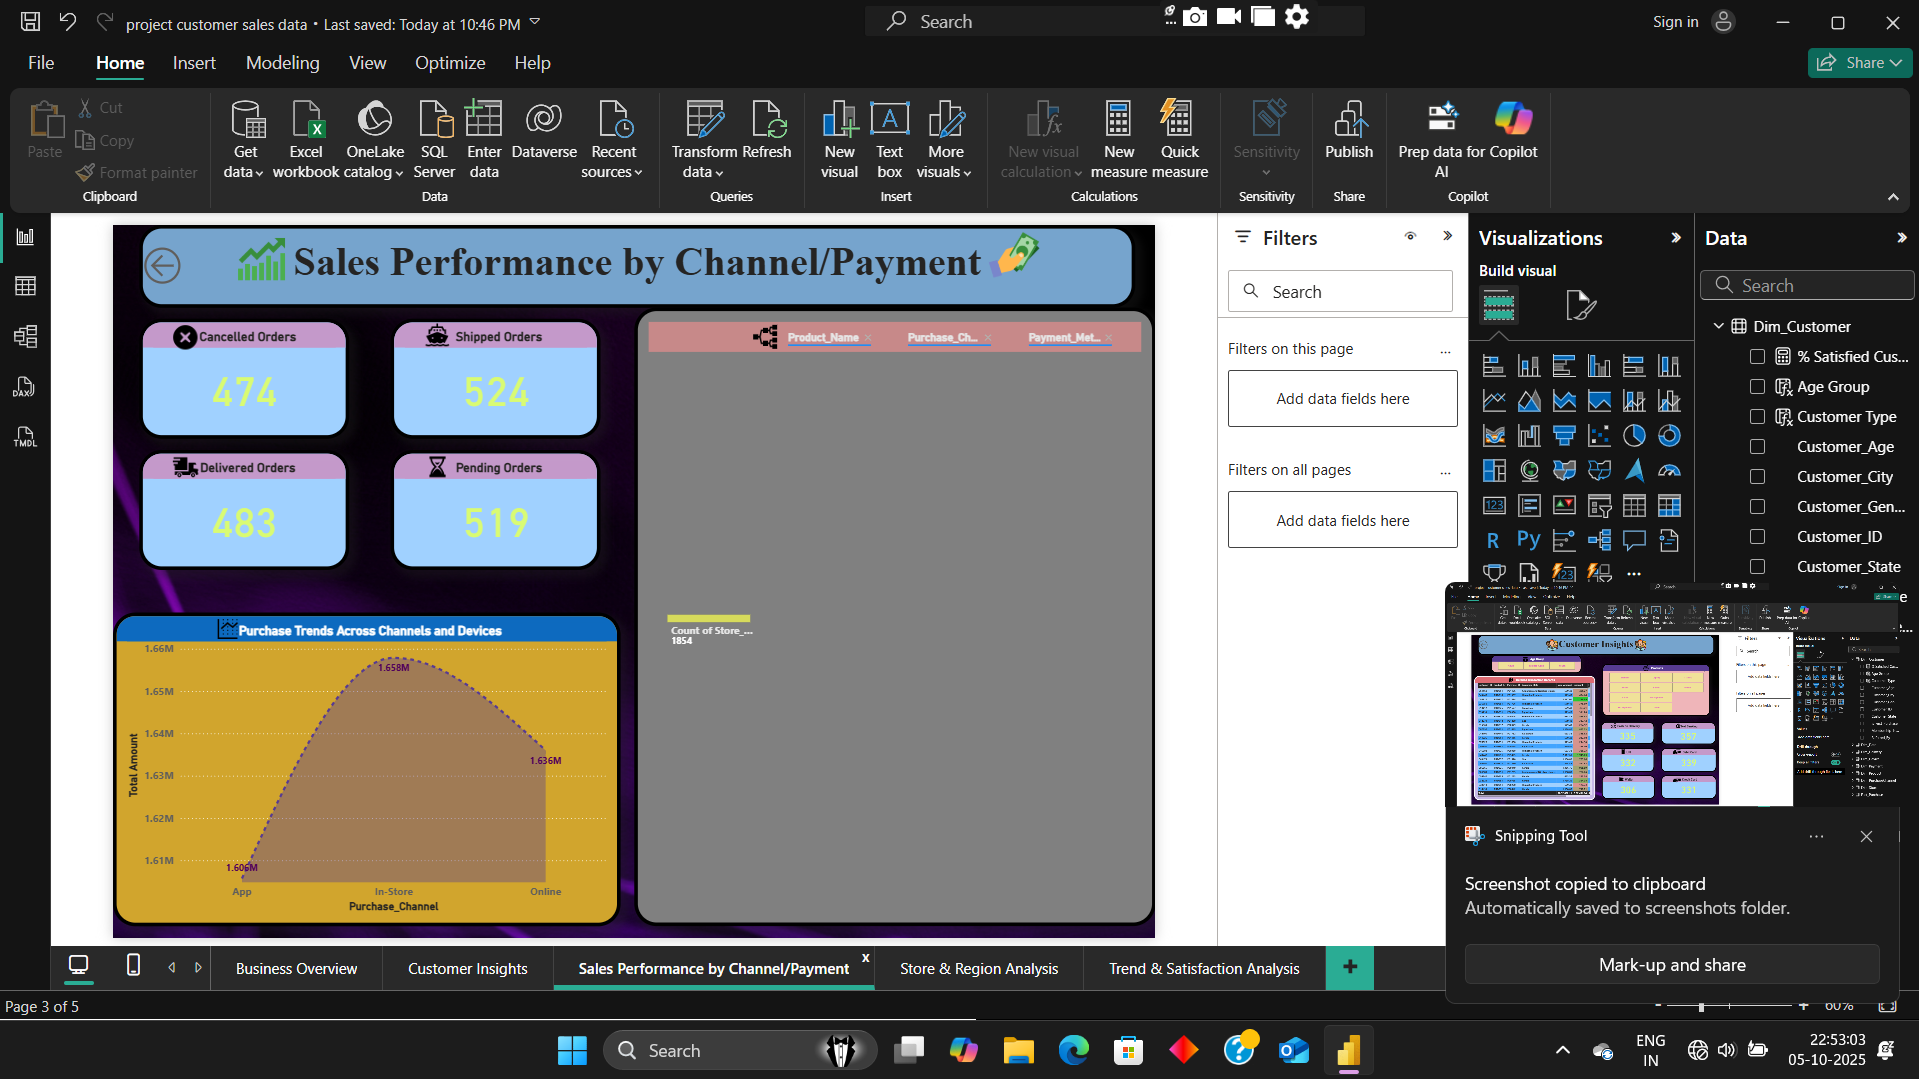 project customer sales data • Last saved: Today at 10:46 PM
Search
Sign in
File
Home
Insert
Modeling
View
Optimize
Help
Share
Paste
Cut
Copy
Format painter
Clipboard
Get data
Excel workbook
OneLake catalog
SQL Server
Enter data
Dataverse
Recent sources
Data
Transform data
Refresh
Queries
New visual
Text box
More visuals
Insert
New visual calculation
New measure
Quick measure
Calculations
Sensitivity
Sensitivity
Publish
Share
Prep data for AI
Copilot
Copilot
Sales Performance by Channel/Payment
Cancelled Orders
474
Shipped Orders
524
Delivered Orders
483
Pending Orders
519
Product_Name
Purchase_Ch...
Payment_Met...
Count of Store_...
1854
Purchase Trends Across Channels and Devices
Total Amount
1.66M
1.65M
1.64M
1.63M
1.62M
1.61M
1.606M
1.658M
1.636M
App
In-Store
Online
Purchase_Channel
Filters
Search
Filters on this page
...
Add data fields here
Filters on all pages
...
Add data fields here
Visualizations
Build visual
R
Py
123
Data
Search
Dim_Customer
% Satisfied Cus...
Age Group
Customer Type
Customer_Age
Customer_City
Customer_Gen...
Customer_ID
Customer_State
DAX
TMDL
Customer Insights
335
357
332
339
306
331
Snipping Tool
Screenshot copied to clipboard
Automatically saved to screenshots folder.
Mark-up and share
Business Overview
Customer Insights
Sales Performance by Channel/Payment
Store & Region Analysis
Trend & Satisfaction Analysis
Page 3 of 5
60%
Search
ENG
IN
22:53:03
05-10-2025